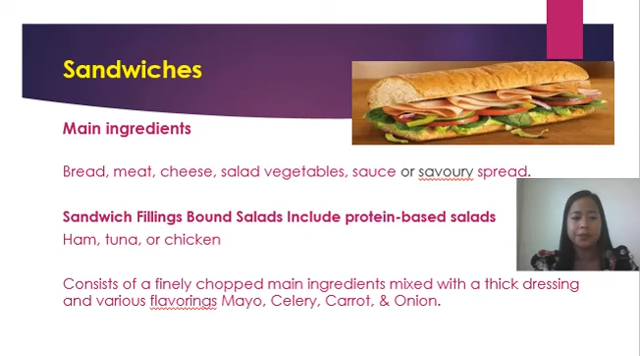 Sandwiches
Main ingredients
Bread, meat, cheese, salad vegetables, sauce or savoury spread.
Sandwich Fillings Bound Salads Include protein-based salads
Ham, tuna, or chicken
Consists of a finely chopped main ingredients mixed with a thick dressing
and various flavorings Mayo, Celery, Carrot, & Onion.